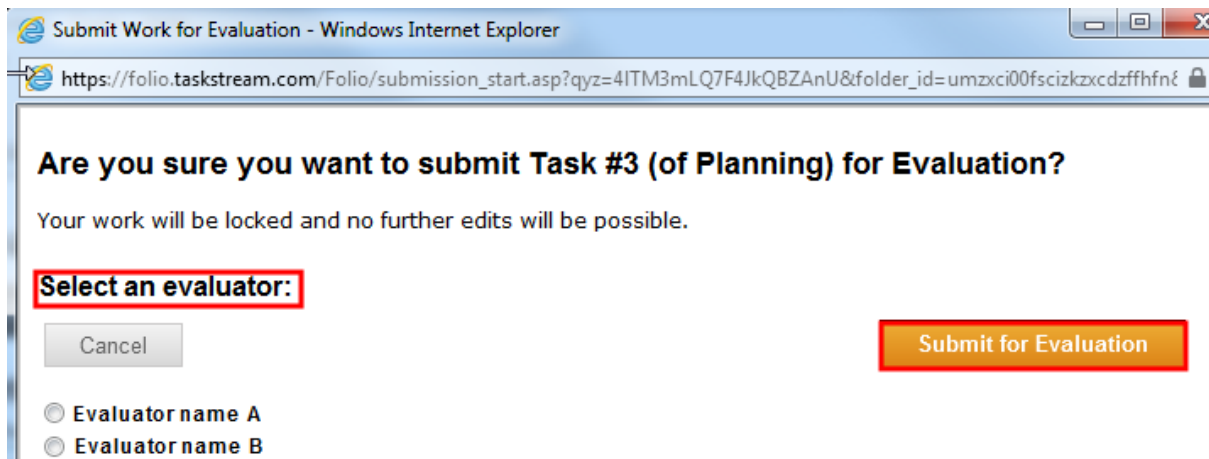 Submit Work for Evaluation - Windows Internet Explorer
https://folio.taskstream.com/Folio/submission_start.asp?qyz=4ITM3mLQ7F4JkQBZAnU&folder_id=umzxci00fscizkzxcdzffhfn&
Are you sure you want to submit Task #3 (of Planning) for Evaluation?
Your work will be locked and no further edits will be possible.
Select an evaluator:
Cancel
Submit for Evaluation
Evaluator name A
Evaluator name B